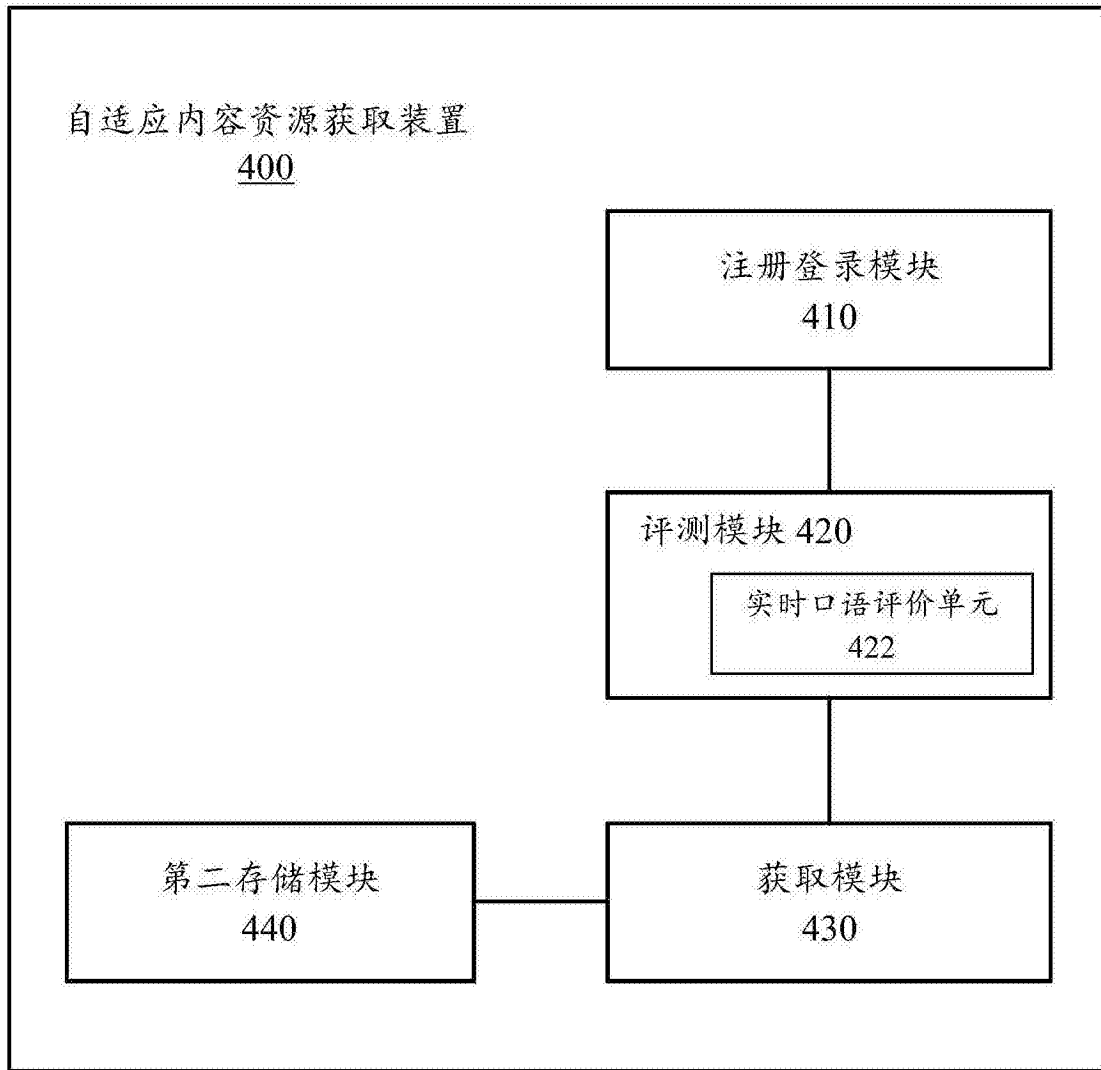 自适应内容资源获取装置
400
注册登录模块
410
评测模块 420
实时口语评价单元
422
第二存储模块
440
获取模块
430